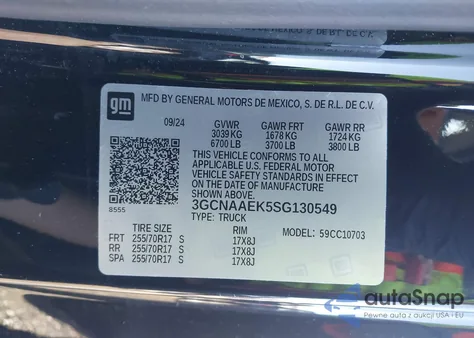 gm
MFD BY GENERAL MOTORS DE MEXICO, S. DE R.L. DE C.V.
09/24 GVWR GAWR FRT GAWR RR
3039 KG 1678 KG 1724 KG
6700 LB 3700 LB 3800 LB
THIS VEHICLE CONFORMS TO ALL
APPLICABLE U.S. FEDERAL MOTOR
VEHICLE SAFETY STANDARDS
IN EFFECT ON THE DATE OF MANUFACTURE
SHOWN ABOVE.
3GCNAAEK5SG130549
TYPE: TRUCK
8555
TIRE SIZE RIM MODEL: 59CC10703
FRT 255/70R17 S 17X8J
RR 255/70R17 S 17X8J
SPA 255/70R17 S 17X8J
autoSnap
Pewne zakupy aut z USA i EU